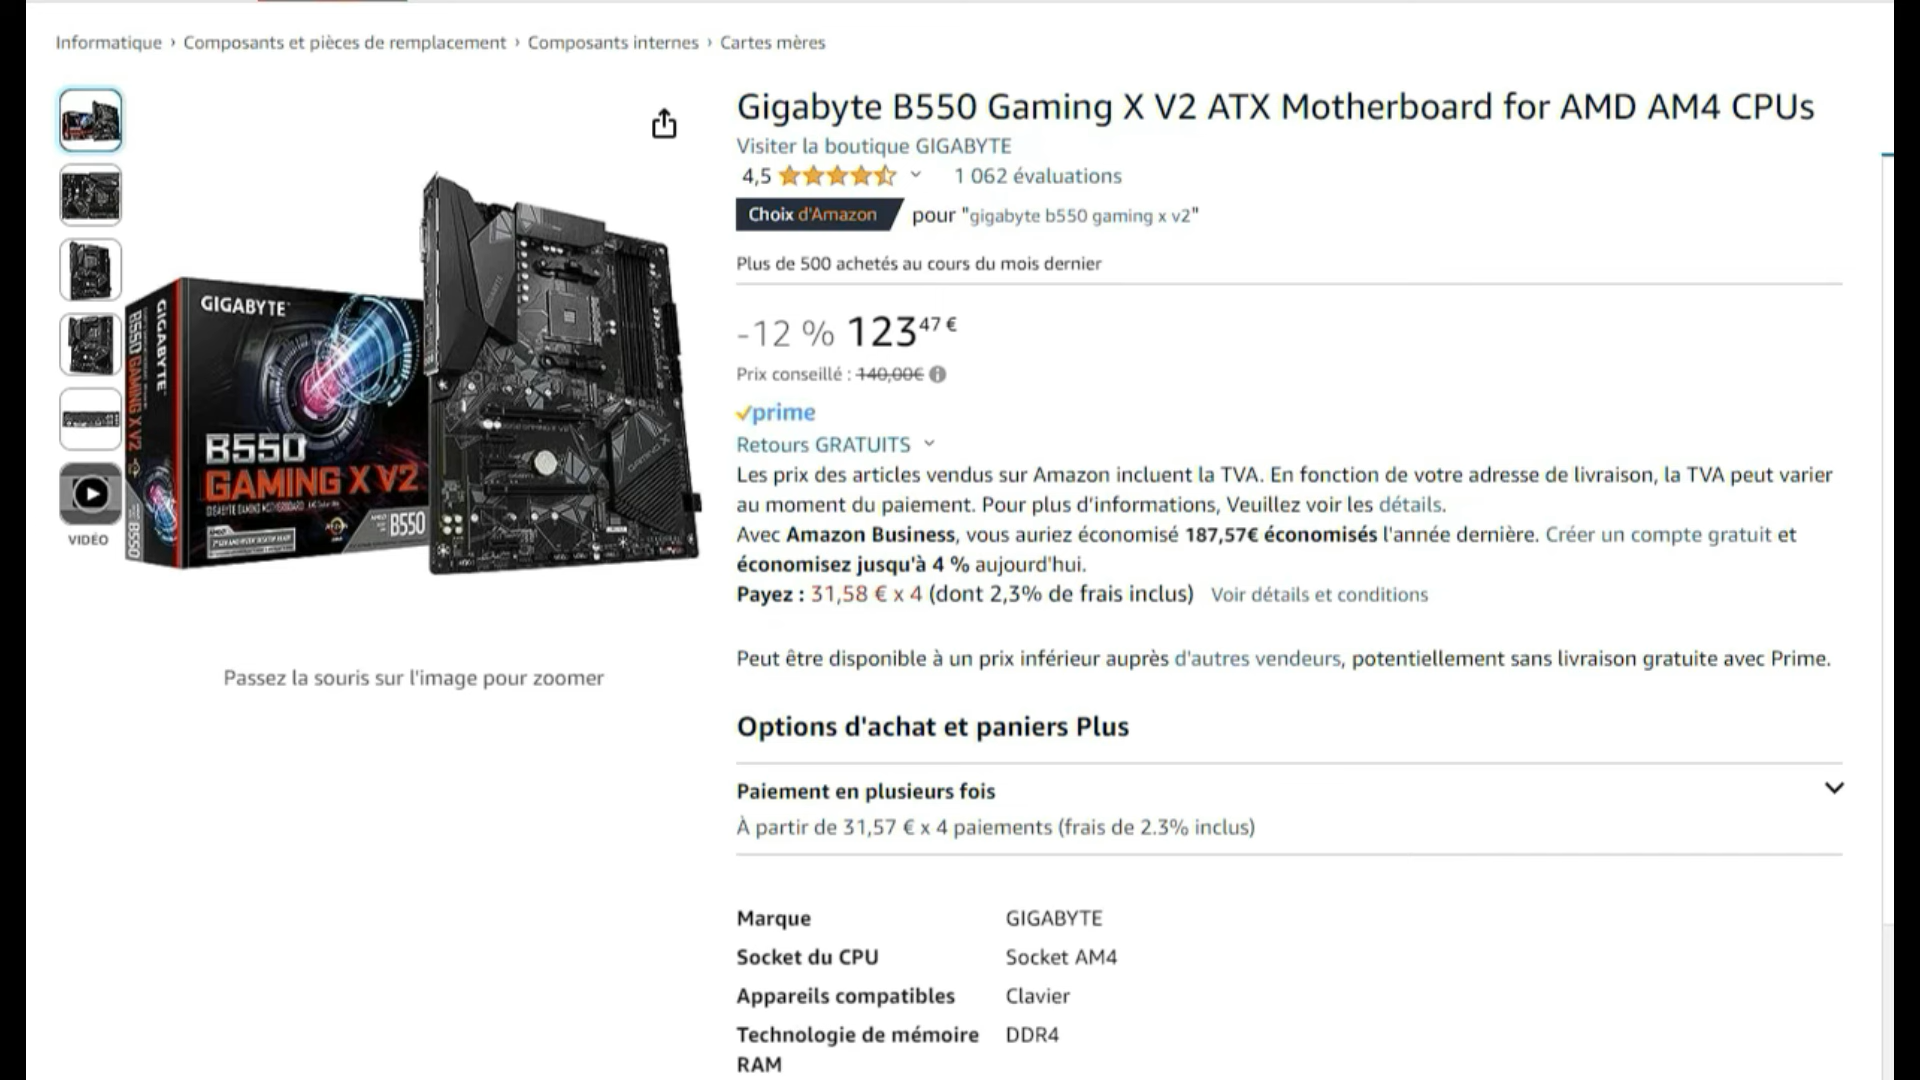 Informatique › Composants et pièces de remplacement › Composants internes › Cartes mères
Gigabyte B550 Gaming X V2 ATX Motherboard for AMD AM4 CPUs
Visiter la boutique GIGABYTE
4,5 1 062 évaluations
Choix d'Amazon pour "gigabyte b550 gaming x v2"
Plus de 500 achetés au cours du mois dernier
-12 % 123 47 €
Prix conseillé : 140,00€
prime
Retours GRATUITS
Les prix des articles vendus sur Amazon incluent la TVA. En fonction de votre adresse de livraison, la TVA peut varier
au moment du paiement. Pour plus d'informations, Veuillez voir les détails.
Avec Amazon Business, vous auriez économisé 187,57€ économisés l'année dernière. Créer un compte gratuit et
économisez jusqu'à 4 % aujourd'hui.
Payez : 31,58 € x 4 (dont 2,3% de frais inclus) Voir détails et conditions
Peut être disponible à un prix inférieur auprès d'autres vendeurs, potentiellement sans livraison gratuite avec Prime.
Options d'achat et paniers Plus
Paiement en plusieurs fois
À partir de 31,57 € x 4 paiements (frais de 2.3% inclus)
Marque GIGABYTE
Socket du CPU Socket AM4
Appareils compatibles Clavier
Technologie de mémoire DDR4
RAM
VIDÉO
GIGABYTE
B550 GAMING X V2
B550
GIGABYTE
B550
GAMING X V2
B550
Passez la souris sur l'image pour zoomer